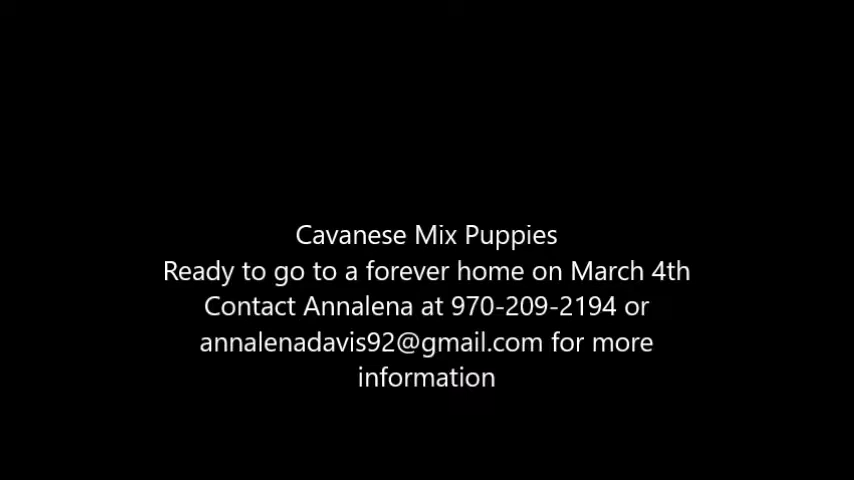 Cavanese Mix Puppies
Ready to go to a forever home on March 4th
Contact Annalena at 970-209-2194 or
annalenadavis92@gmail.com for more
information